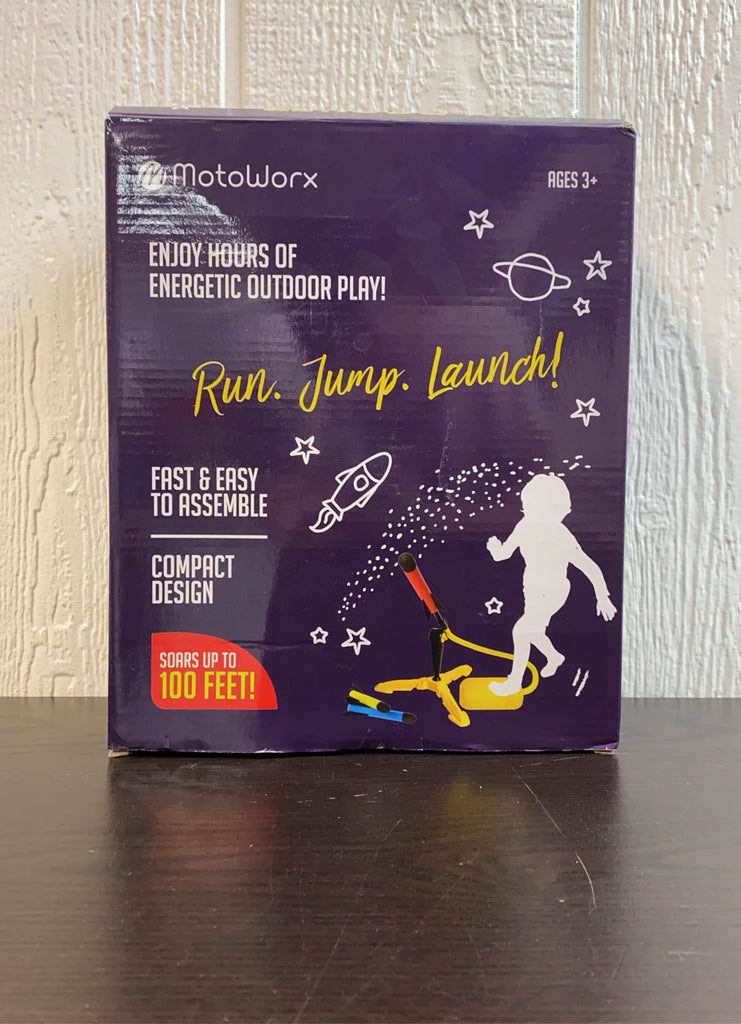 MotoWorx
AGES 3+
ENJOY HOURS OF
ENERGETIC OUTDOOR PLAY!
Run. Jump. Launch!
FAST & EASY
TO ASSEMBLE
COMPACT
DESIGN
SOARS UP TO
100 FEET!